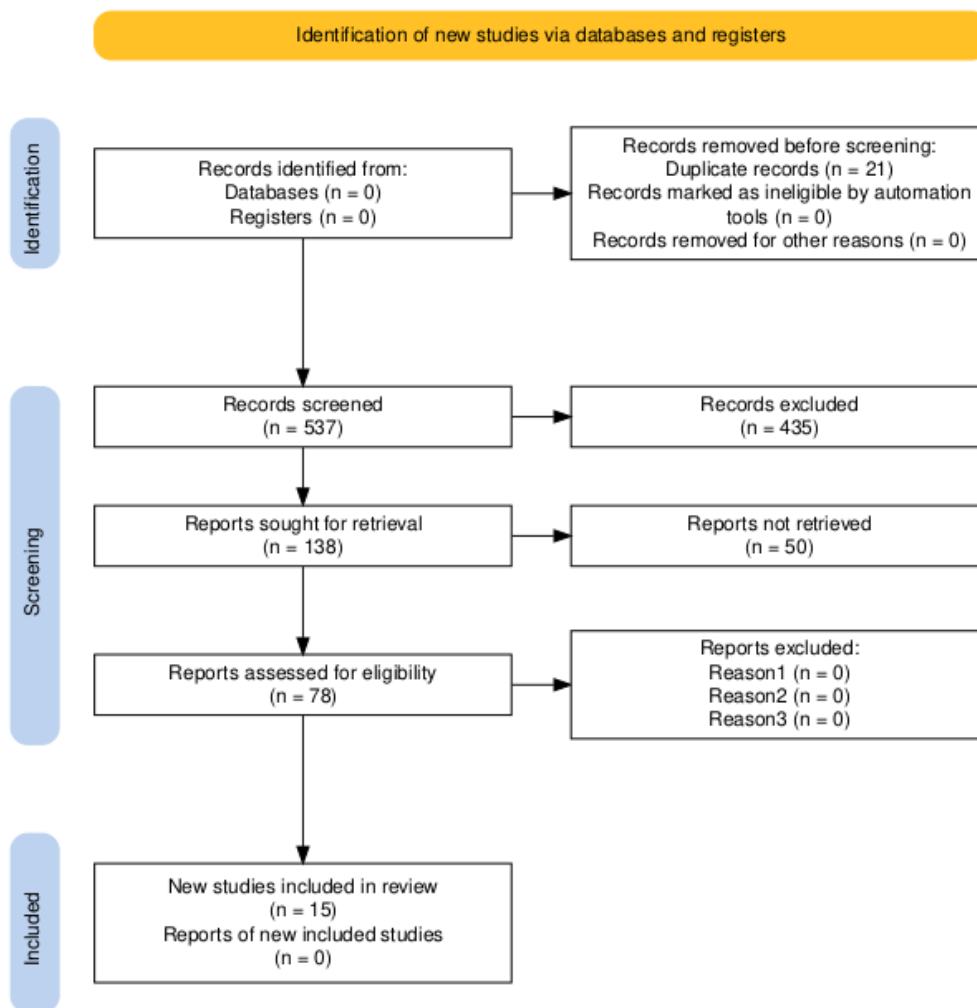 Identification of new studies via databases and registers
Identification
Records identified from:
Databases (n = 0)
Registers (n = 0)
Records removed before screening:
Duplicate records (n = 21)
Records marked as ineligible by automation
tools (n = 0)
Records removed for other reasons (n = 0)
Screening
Records screened
(n = 537)
Records excluded
(n = 435)
Reports sought for retrieval
(n = 138)
Reports not retrieved
(n = 50)
Reports assessed for eligibility
(n = 78)
Reports excluded:
Reason1 (n = 0)
Reason2 (n = 0)
Reason3 (n = 0)
Included
New studies included in review
(n = 15)
Reports of new included studies
(n = 0)